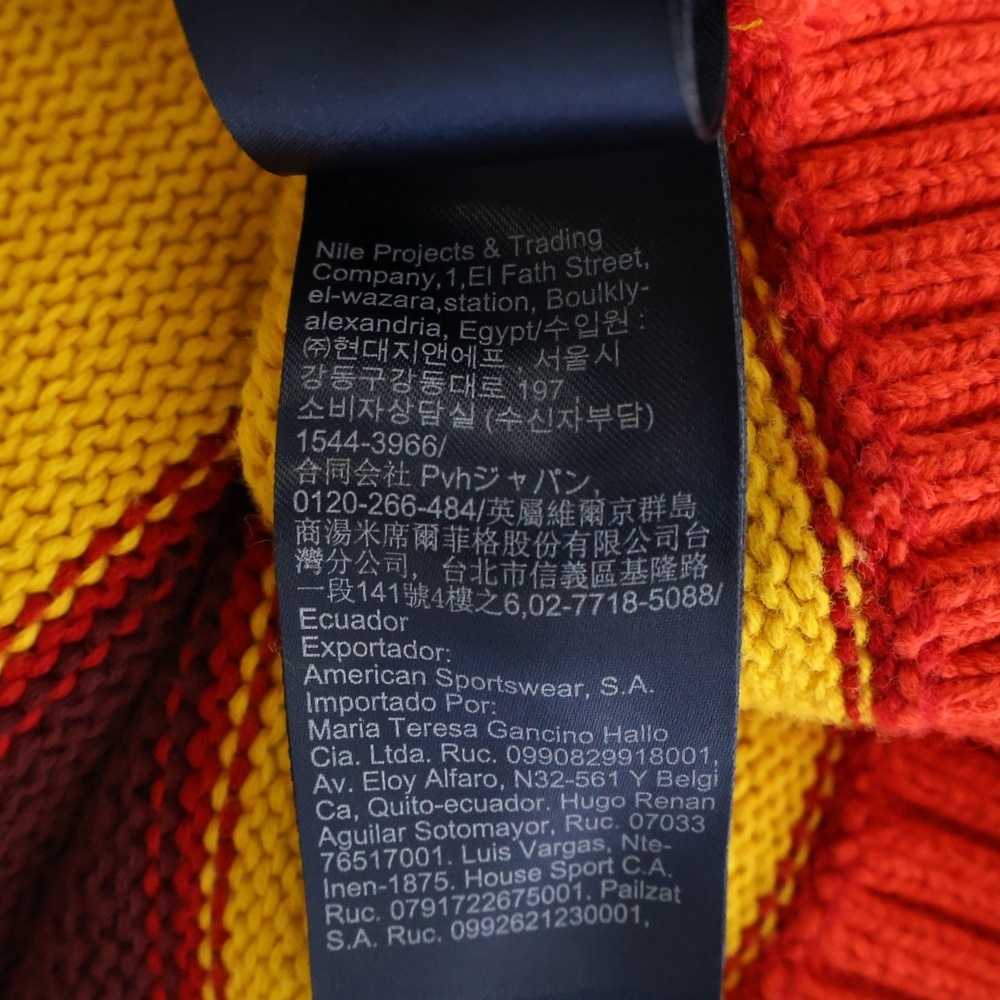 Nile Projects & Trading
Company,1,El Fath Street,
el-wazara,station, Boulkly-
alexandria, Egypt/수입원 :
㈜현대지앤에프 , 서울시
강동구강동대로 197,
소비자상담실 (수신자부담)
1544-3966/
合同会社 Pvhジャパン,
0120-266-484/英屬維爾京群島
商湯米席爾菲格股份有限公司台
灣分公司, 台北市信義區基隆路
一段141號4樓之6,02-7718-5088/
Ecuador
Exportador:
American Sportswear, S.A.
Importado Por:
Maria Teresa Gancino Hallo
Cia. Ltda. Ruc. 0990829918001,
Av. Eloy Alfaro, N32-561 Y Belgi
Ca, Quito-ecuador. Hugo Renan
Aguilar Sotomayor, Ruc. 07033
76517001. Luis Vargas, Nte-
Inen-1875. House Sport C.A.
Ruc. 0791722675001. Pailzat
S.A. Ruc. 0992621230001,